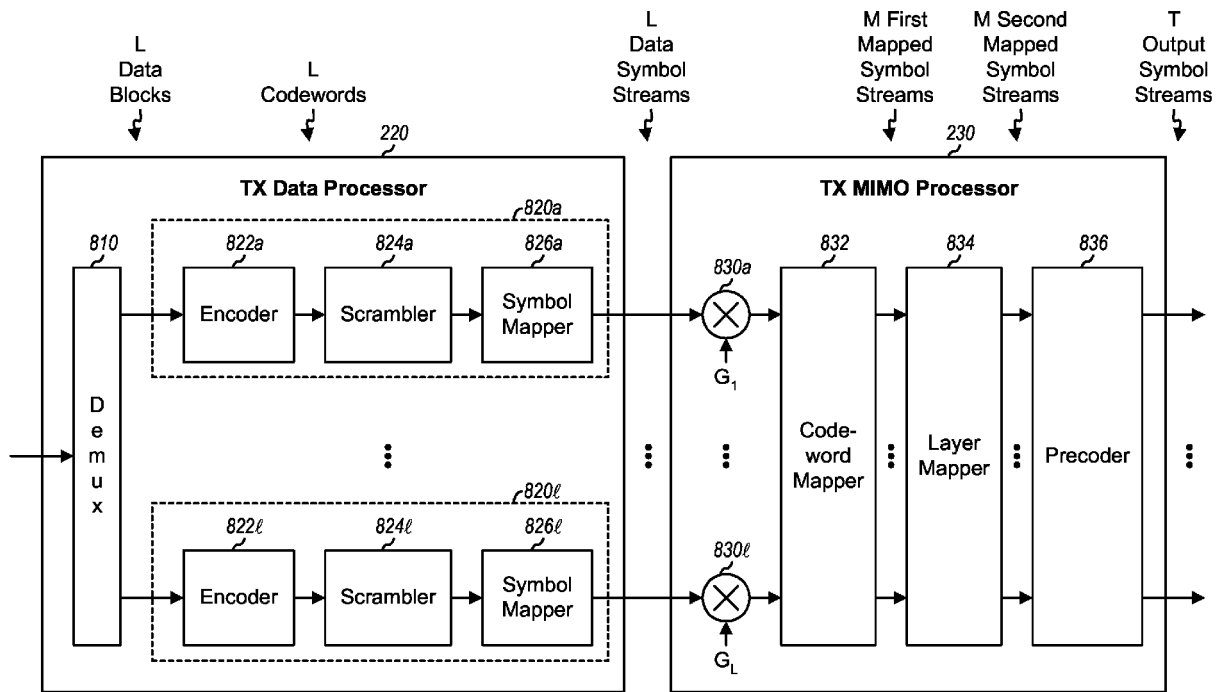 L
Data
Blocks
L
Codewords
L
Data
Symbol
Streams
M First
Mapped
Symbol
Streams
M Second
Mapped
Symbol
Streams
T
Output
Symbol
Streams
220
TX Data Processor
230
TX MIMO Processor
810
Demux
820a
822a
Encoder
824a
Scrambler
826a
Symbol
Mapper
820ℓ
822ℓ
Encoder
824ℓ
Scrambler
826ℓ
Symbol
Mapper
830a
G1
830ℓ
GL
832
Code-
word
Mapper
834
Layer
Mapper
836
Precoder